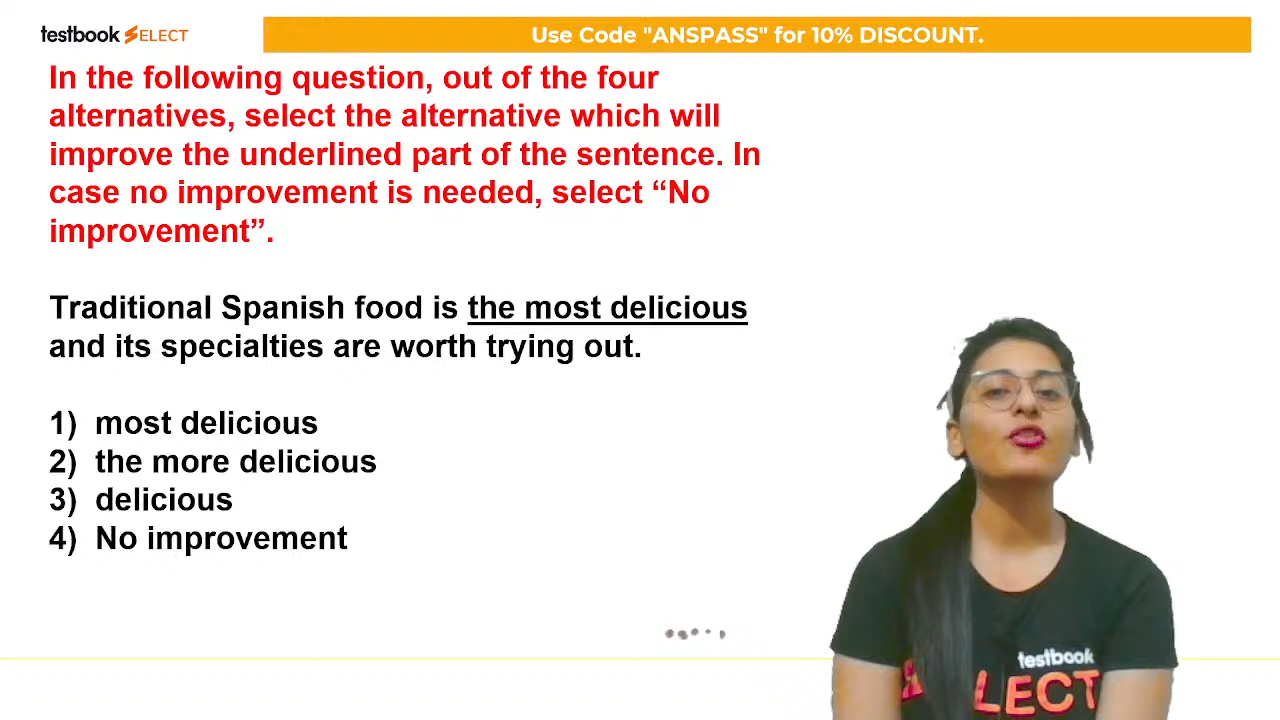 testbook SELECT
Use Code "ANSPASS" for 10% DISCOUNT.
In the following question, out of the four
alternatives, select the alternative which will
improve the underlined part of the sentence. In
case no improvement is needed, select “No
improvement”.
Traditional Spanish food is the most delicious
and its specialties are worth trying out.
1) most delicious
2) the more delicious
3) delicious
4) No improvement
testbook
LECT